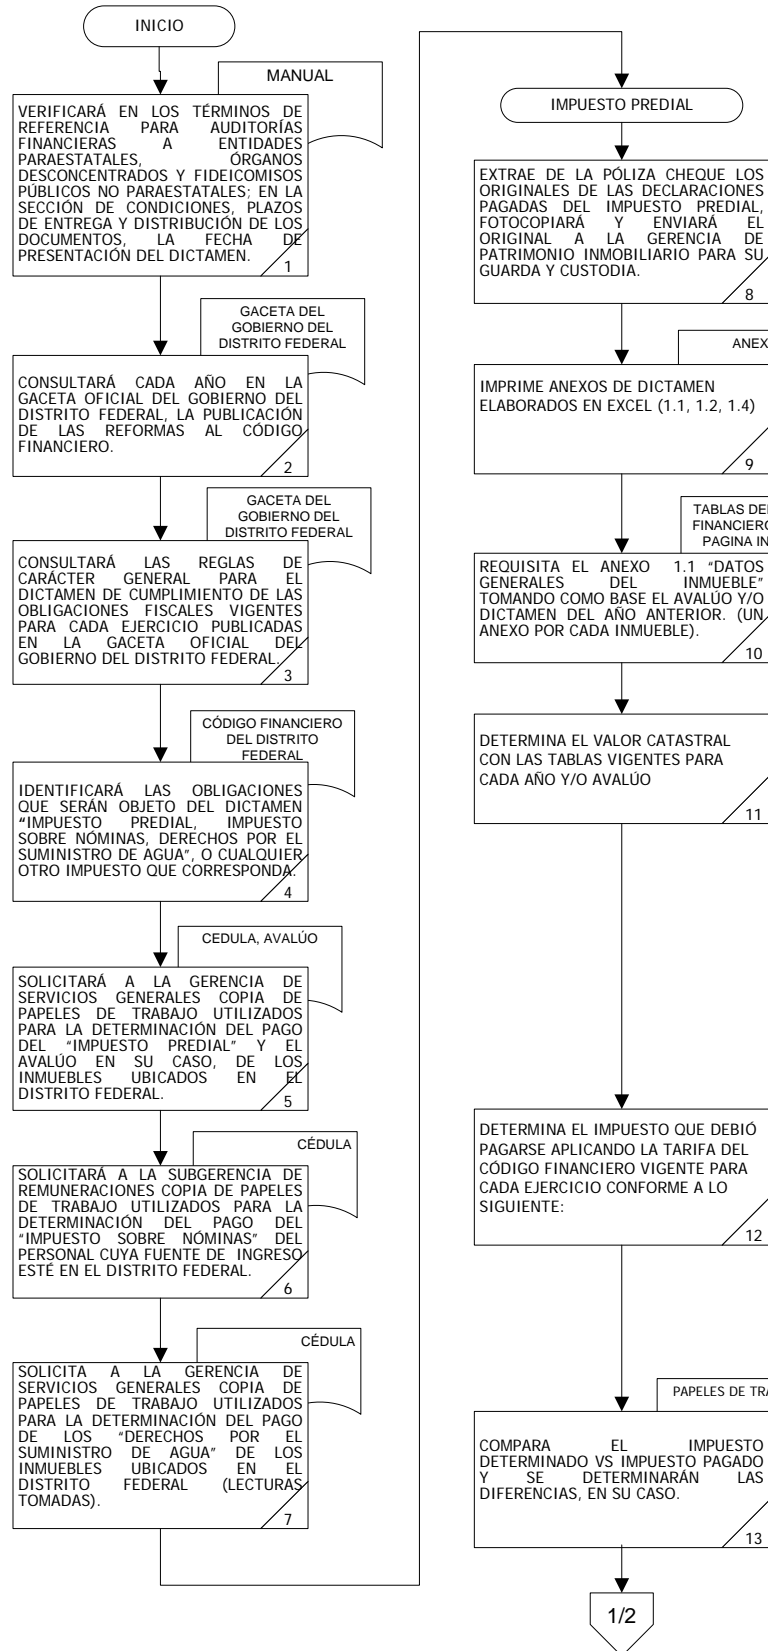 INICIO
MANUAL
VERIFICARÁ EN LOS TÉRMINOS DE
REFERENCIA PARA AUDITORÍAS
FINANCIERAS A ENTIDADES
PARAESTATALES, ÓRGANOS
DESCONCENTRADOS Y FIDEICOMISOS
PÚBLICOS NO PARAESTATALES; EN LA
SECCIÓN DE CONDICIONES, PLAZOS
DE ENTREGA Y DISTRIBUCIÓN DE LOS
DOCUMENTOS, LA FECHA DE
PRESENTACIÓN DEL DICTAMEN.
1
GACETA DEL
GOBIERNO DEL
DISTRITO FEDERAL
CONSULTARÁ CADA AÑO EN LA
GACETA OFICIAL DEL GOBIERNO DEL
DISTRITO FEDERAL, LA PUBLICACIÓN
DE LAS REFORMAS AL CÓDIGO
FINANCIERO.
2
GACETA DEL
GOBIERNO DEL
DISTRITO FEDERAL
CONSULTARÁ LAS REGLAS DE
CARÁCTER GENERAL PARA EL
DICTAMEN DE CUMPLIMIENTO DE LAS
OBLIGACIONES FISCALES VIGENTES
PARA CADA EJERCICIO PUBLICADAS
EN LA GACETA OFICIAL DEL
GOBIERNO DEL DISTRITO FEDERAL.
3
CÓDIGO FINANCIERO
DEL DISTRITO
FEDERAL
IDENTIFICARÁ LAS OBLIGACIONES
QUE SERÁN OBJETO DEL DICTAMEN
“IMPUESTO PREDIAL, IMPUESTO
SOBRE NÓMINAS, DERECHOS POR EL
SUMINISTRO DE AGUA”, O CUALQUIER
OTRO IMPUESTO QUE CORRESPONDA.
4
CEDULA, AVALÚO
SOLICITARÁ A LA GERENCIA DE
SERVICIOS GENERALES COPIA DE
PAPELES DE TRABAJO UTILIZADOS
PARA LA DETERMINACIÓN DEL PAGO
DEL “IMPUESTO PREDIAL” Y EL
AVALÚO EN SU CASO, DE LOS
INMUEBLES UBICADOS EN EL
DISTRITO FEDERAL.
5
CÉDULA
SOLICITARÁ A LA SUBGERENCIA DE
REMUNERACIONES COPIA DE PAPELES
DE TRABAJO UTILIZADOS PARA LA
DETERMINACIÓN DEL PAGO DEL
“IMPUESTO SOBRE NÓMINAS” DEL
PERSONAL CUYA FUENTE DE INGRESO
ESTÉ EN EL DISTRITO FEDERAL.
6
CÉDULA
SOLICITA A LA GERENCIA DE
SERVICIOS GENERALES COPIA DE
PAPELES DE TRABAJO UTILIZADOS
PARA LA DETERMINACIÓN DEL PAGO
DE LOS “DERECHOS POR EL
SUMINISTRO DE AGUA” DE LOS
INMUEBLES UBICADOS EN EL
DISTRITO FEDERAL (LECTURAS
TOMADAS).
7
IMPUESTO PREDIAL
EXTRAE DE LA PÓLIZA CHEQUE LOS
ORIGINALES DE LAS DECLARACIONES
PAGADAS DEL IMPUESTO PREDIAL,
FOTOCOPIARÁ Y ENVIARÁ EL
ORIGINAL A LA GERENCIA DE
PATRIMONIO INMOBILIARIO PARA SU
GUARDA Y CUSTODIA.
8
ANEX
IMPRIME ANEXOS DE DICTAMEN
ELABORADOS EN EXCEL (1.1, 1.2, 1.4)
9
TABLAS DE
FINANCIERO
PAGINA IN
REQUISITA EL ANEXO 1.1 “DATOS
GENERALES DEL INMUEBLE”
TOMANDO COMO BASE EL AVALÚO Y/O
DICTAMEN DEL AÑO ANTERIOR. (UN
ANEXO POR CADA INMUEBLE).
10
DETERMINA EL VALOR CATASTRAL
CON LAS TABLAS VIGENTES PARA
CADA AÑO Y/O AVALÚO
11
DETERMINA EL IMPUESTO QUE DEBIÓ
PAGARSE APLICANDO LA TARIFA DEL
CÓDIGO FINANCIERO VIGENTE PARA
CADA EJERCICIO CONFORME A LO
SIGUIENTE:
12
PAPELES DE TRA
COMPARA EL IMPUESTO
DETERMINADO VS IMPUESTO PAGADO
Y SE DETERMINARÁN LAS
DIFERENCIAS, EN SU CASO.
13
1/2